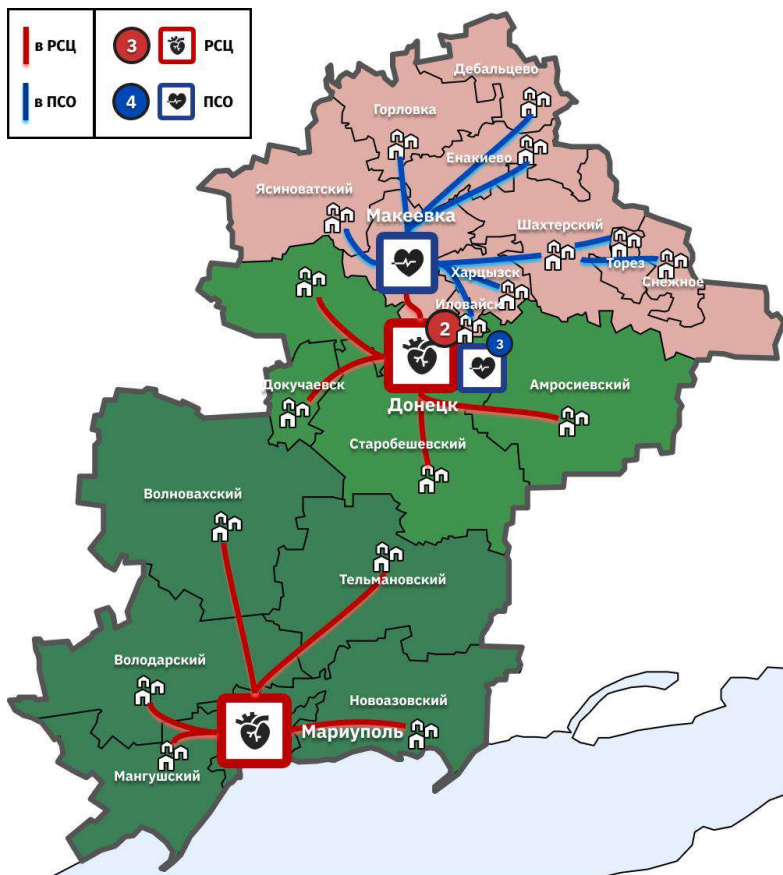 в РСЦ
3
РСЦ
в ПСО
4
ПСО
Дебальцево
Горловка
Енакиево
Ясиноватский
Макеевка
Шахтерский
Торез
Харцызск
Снежное
Иловайск
2
3
Докучаевск
Амросиевский
Донецк
Старобешевский
Волновахский
Тельмановский
Володарский
Новоазовский
Мариуполь
Мангушский